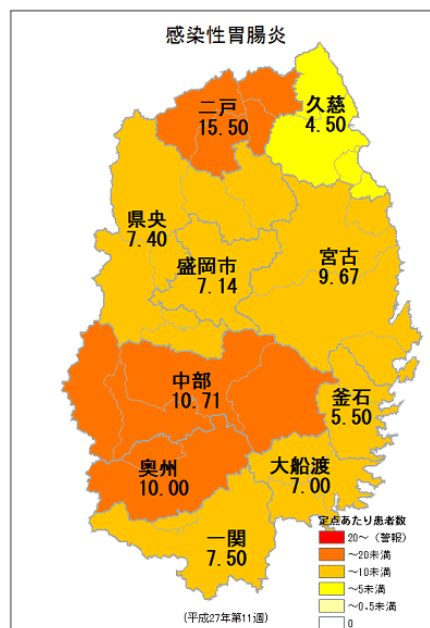 感染性胃腸炎
二戸
15.50
久慈
4.50
県央
7.40
盛岡市
7.14
宮古
9.67
中部
10.71
釜石
5.50
奥州
10.00
大船渡
7.00
一関
7.50
定点あたり患者数
20～（警報）
～20未満
～10未満
～5未満
～0.5未満
0
(平成27年第11週)